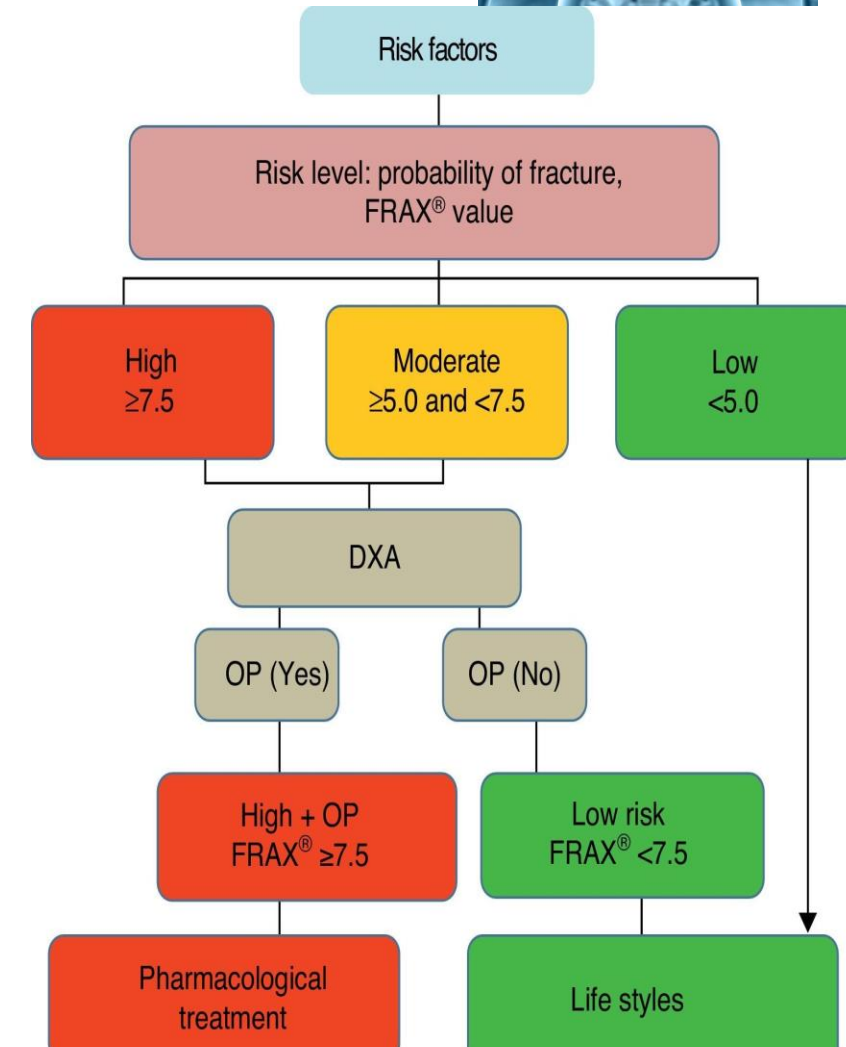 Risk factors
Risk level: probability of fracture,
FRAX® value
High
≥7.5
Moderate
≥5.0 and <7.5
Low
<5.0
DXA
OP (Yes)
OP (No)
High + OP
FRAX® ≥7.5
Low risk
FRAX® <7.5
Pharmacological
treatment
Life styles